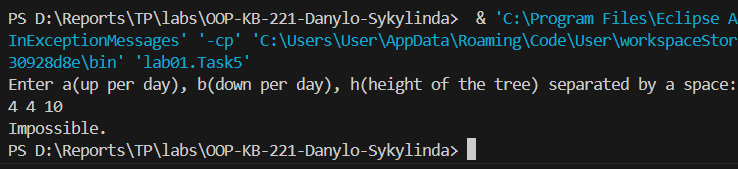 PS D:\Reports\TP\labs\OOP-KB-221-Danylo-Sykylinda>  & 'C:\Program Files\Eclipse A
InExceptionMessages' '-cp' 'C:\Users\User\AppData\Roaming\Code\User\workspaceStor
30928d8e\bin' 'lab01.Task5'
Enter a(up per day), b(down per day), h(height of the tree) separated by a space:
4 4 10
Impossible.
PS D:\Reports\TP\labs\OOP-KB-221-Danylo-Sykylinda>